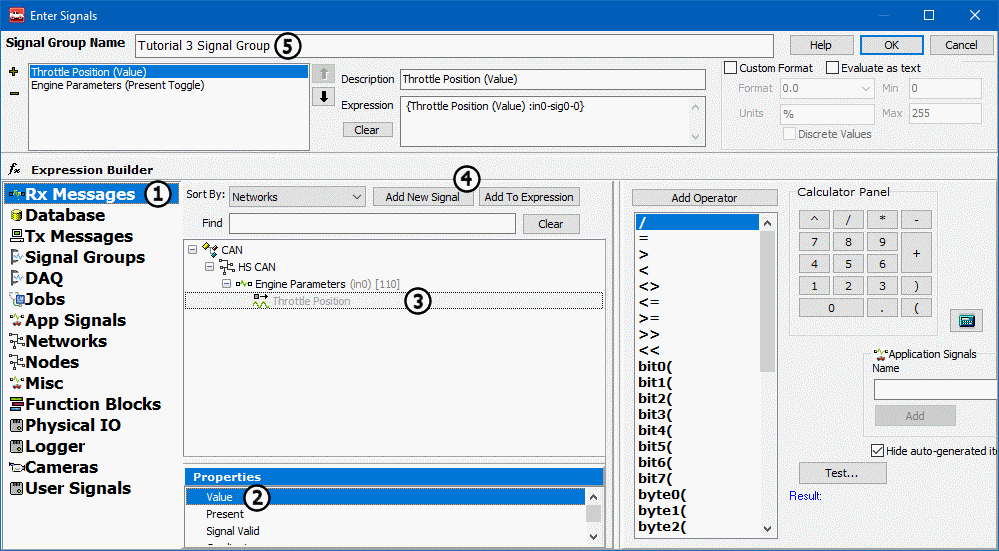 Enter Signals
Signal Group Name Tutorial 3 Signal Group 5 Help OK Cancel
Throttle Position (Value)
Engine Parameters (Present Toggle)
Description Throttle Position (Value)
Expression {Throttle Position (Value) :in0-sig0-0}
Clear
Custom Format Evaluate as text
Format 0.0 Min 0
Units % Max 255
Discrete Values
fx Expression Builder
Rx Messages 1
Database
Tx Messages
Signal Groups
DAQ
Jobs
App Signals
Networks
Nodes
Misc
Function Blocks
Physical IO
Logger
Cameras
User Signals
4
Sort By: Networks Add New Signal Add To Expression
Find Clear
CAN
HS CAN
Engine Parameters (in0) [110]
Throttle Position 3
Properties
Value 2
Present
Signal Valid
Add Operator
/
=
>
<
<>
<=
>=
>>
<<
bit0(
bit1(
bit2(
bit3(
bit4(
bit5(
bit6(
bit7(
byte0(
byte1(
byte2(
Calculator Panel
^ / * -
7 8 9 +
4 5 6
1 2 3 )
0 . (
Application Signals
Name
Add
Hide auto-generated ite
Test...
Result: